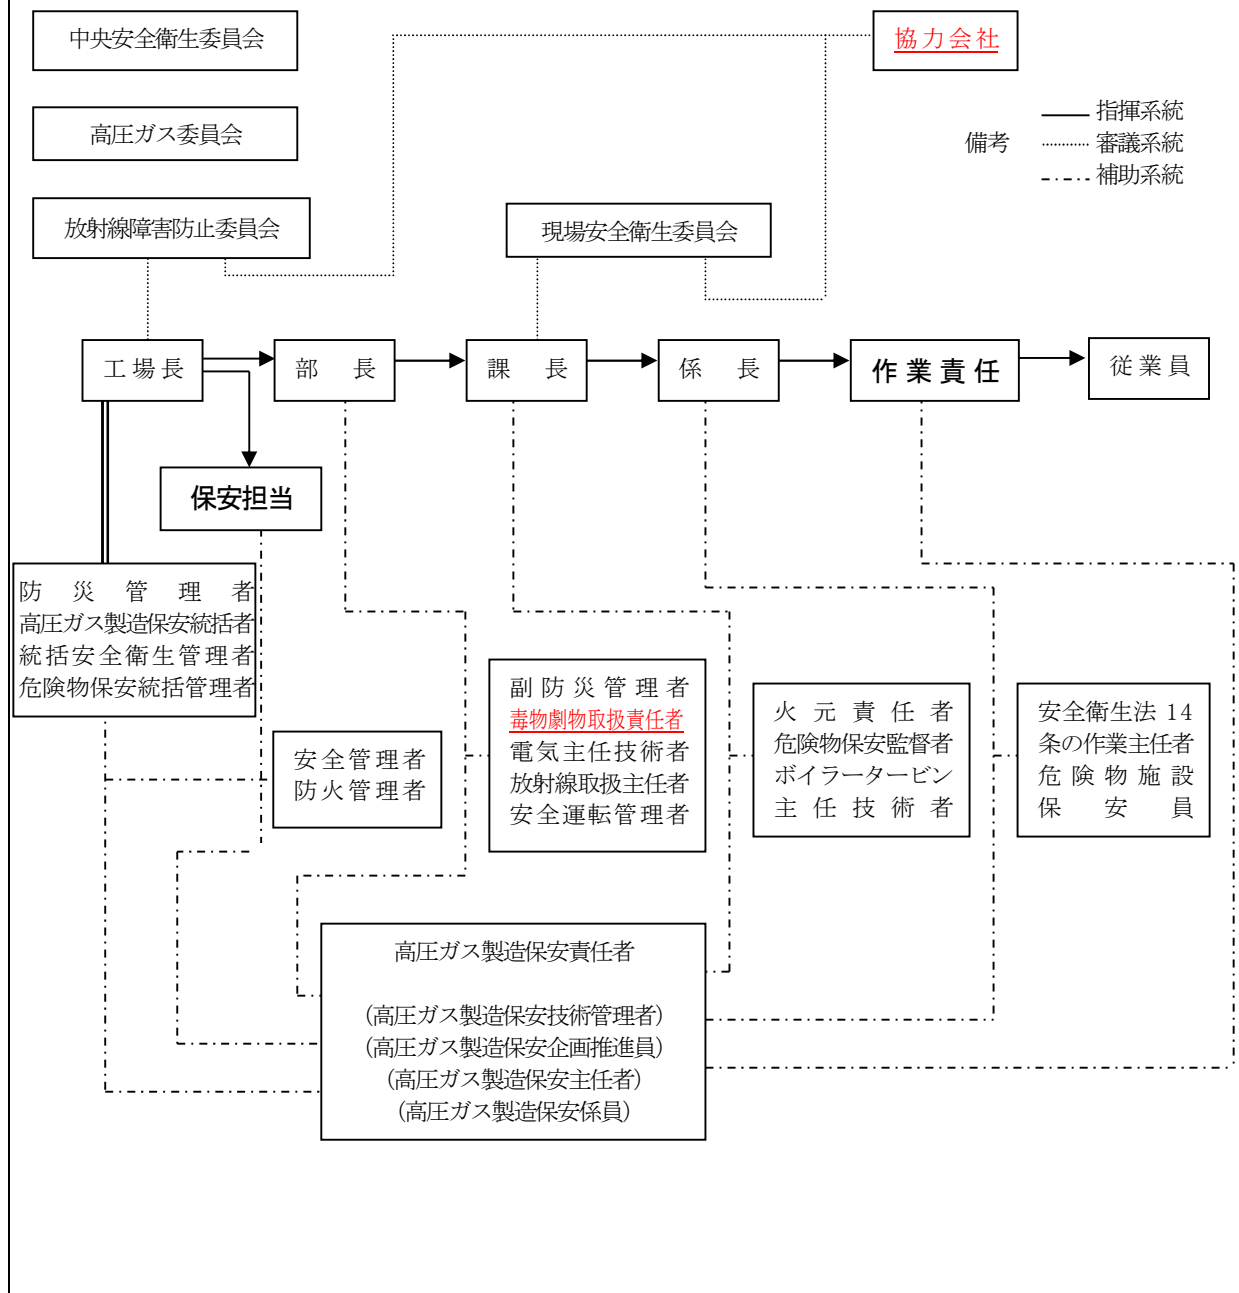 中央安全衛生委員会
協力会社
高圧ガス委員会
備考
指揮系統
審議系統
補助系統
放射線障害防止委員会
現場安全衛生委員会
工場長
部　長
課　長
係　長
作業責任
従業員
保安担当
防災管理者
高圧ガス製造保安統括者
統括安全衛生管理者
危険物保安統括管理者
安全管理者
防火管理者
副防災管理者
毒物劇物取扱責任者
電気主任技術者
放射線取扱主任者
安全運転管理者
火元責任者
危険物保安監督者
ボイラータービン
主任技術者
安全衛生法 14
条の作業主任者
危険物施設
保安員
高圧ガス製造保安責任者
(高圧ガス製造保安技術管理者)
(高圧ガス製造保安企画推進員)
(高圧ガス製造保安主任者)
(高圧ガス製造保安係員)